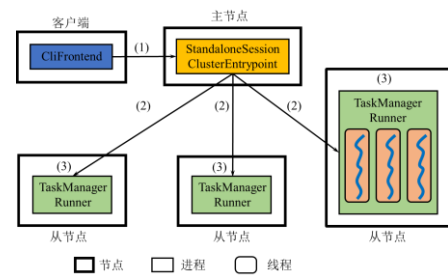 客户端
主节点
CliFrontend
(1)
StandaloneSession
ClusterEntrypoint
(2)
(2)
(2)
(3)
TaskManager
Runner
从节点
(3)
TaskManager
Runner
从节点
(3)
TaskManager
Runner
从节点
节点
进程
线程